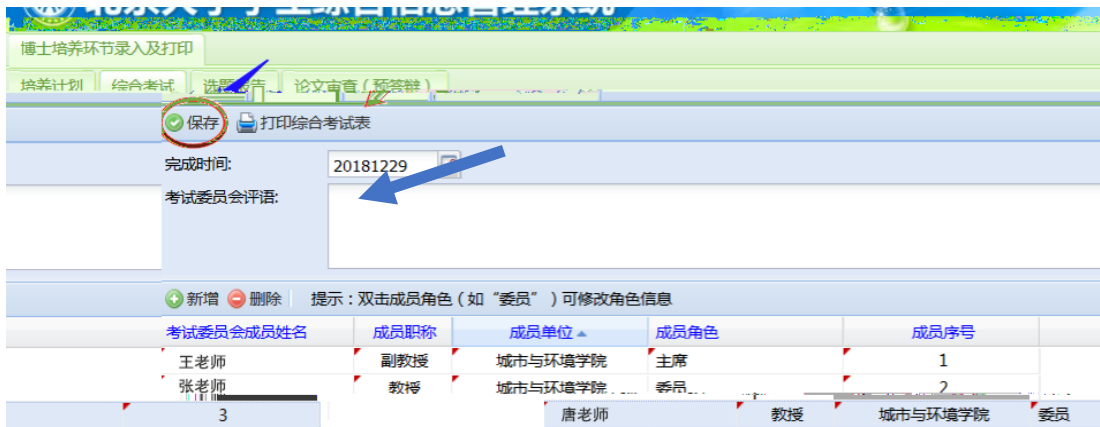 博士培养环节录入及打印
培养计划 综合考试 选题报告 论文审查（预答辩）
保存 打印综合考试表
完成时间: 20181229
考试委员会评语:
新增 删除 提示：双击成员角色（如“委员”）可修改角色信息
考试委员会成员姓名 成员职称 成员单位 成员角色 成员序号
王老师 副教授 城市与环境学院 主席 1
张老师 教授 城市与环境学院 委员 2
3 唐老师 教授 城市与环境学院 委员